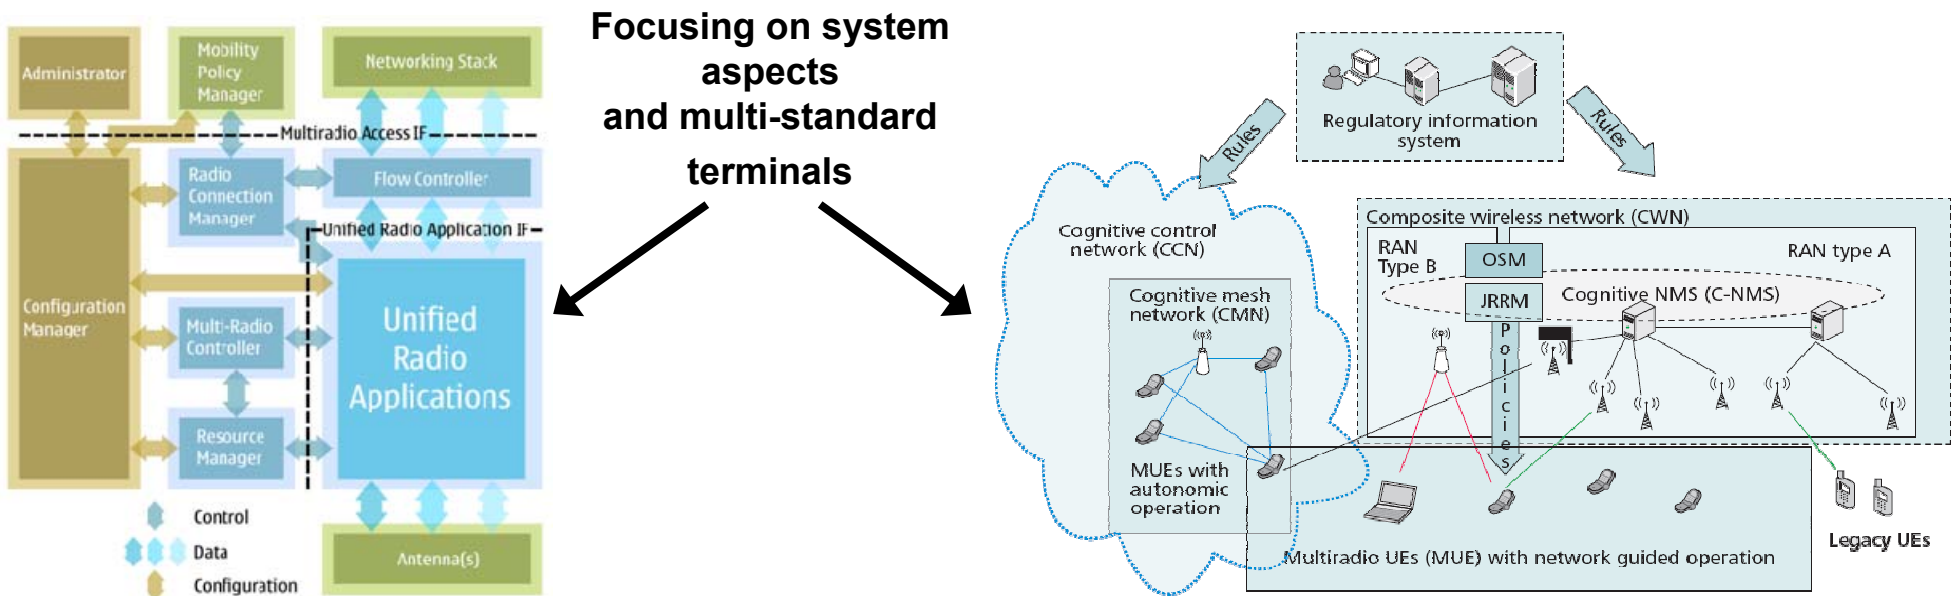 Focusing on system
aspects
and multi-standard
terminals
Administrator
Mobility
Policy
Manager
Networking Stack
Multiradio Access IF
Radio
Connection
Manager
Flow Controller
Unified Radio Application IF
Configuration
Manager
Multi-Radio
Controller
Unified
Radio
Applications
Resource
Manager
Antenna(s)
Control
Data
Configuration
Regulatory information
system
Rules
Rules
Cognitive control
network (CCN)
Cognitive mesh
network (CMN)
MUEs with
autonomic
operation
Composite wireless network (CWN)
RAN
Type B
OSM
RAN type A
JRRM
Cognitive NMS (C-NMS)
Policies
Multiradio UEs (MUE) with network guided operation
Legacy UEs